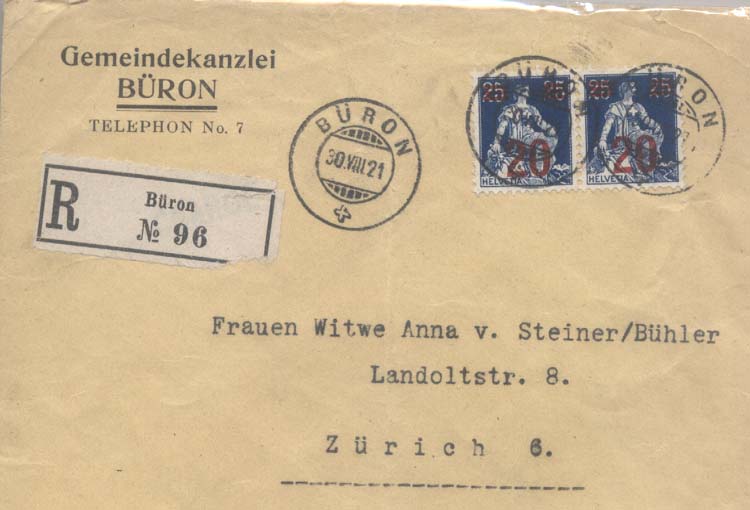 Gemeindekanzlei
BÜRON
TELEPHON No. 7
R
Büron
№ 96
BÜRON
30.VIII.21
25 25
20
HELVETIA
25 25
20
HELVETIA
BÜRON
Frauen Witwe Anna v. Steiner/Bühler
Landoltstr. 8.
Zürich 6.